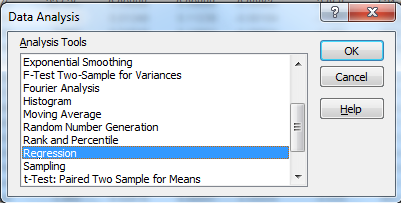 Data Analysis
?
Analysis Tools
Exponential Smoothing
F-Test Two-Sample for Variances
Fourier Analysis
Histogram
Moving Average
Random Number Generation
Rank and Percentile
Regression
Sampling
t-Test: Paired Two Sample for Means
OK
Cancel
Help